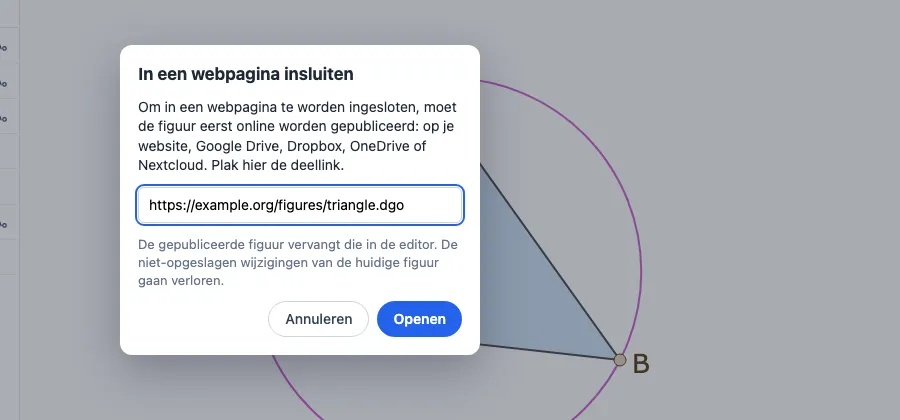 In een webpagina insluiten
Om in een webpagina te worden ingesloten, moet
de figuur eerst online worden gepubliceerd: op je
website, Google Drive, Dropbox, OneDrive of
Nextcloud. Plak hier de deellink.
https://example.org/figures/triangle.dgo
De gepubliceerde figuur vervangt die in de editor. De
niet-opgeslagen wijzigingen van de huidige figuur
gaan verloren.
Annuleren
Openen
B